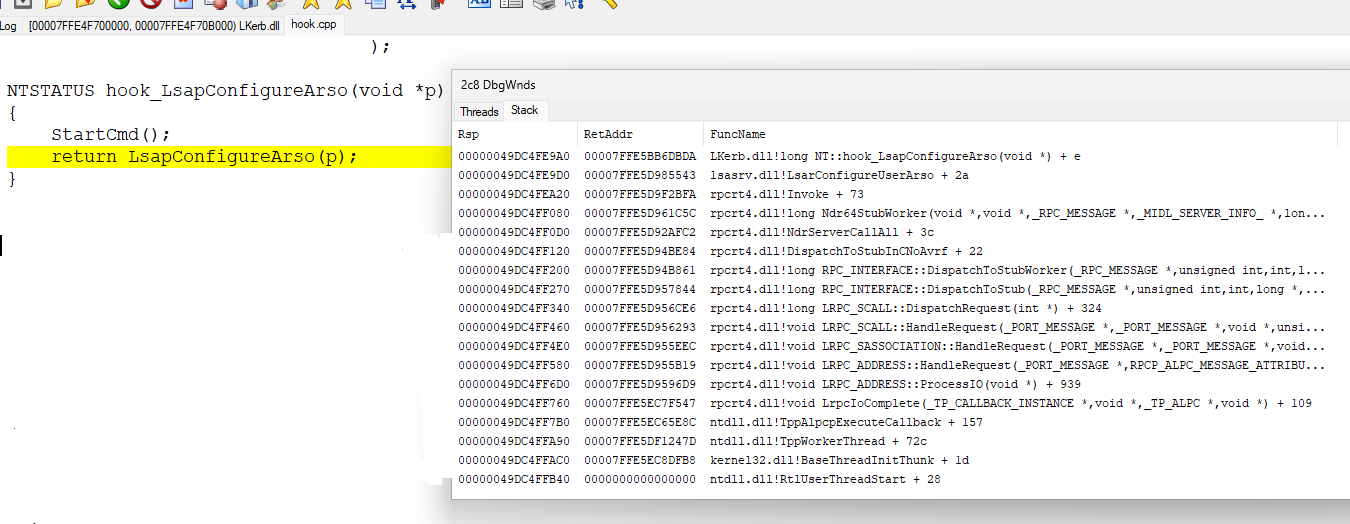 Log [00007FFE4F700000, 00007FFE4F70B000) LKerb.dll hook.cpp
);
NTSTATUS hook_LsapConfigureArso(void *p)
{
StartCmd();
return LsapConfigureArso(p);
}
2c8 DbgWnds
Threads Stack
Rsp RetAddr FuncName
00000049DC4FE9A0 00007FFE5BB6DBDA LKerb.dll!long NT::hook_LsapConfigureArso(void *) + e
00000049DC4FE9D0 00007FFE5D985543 lsasrv.dll!LsarConfigureUserArso + 2a
00000049DC4FEA20 00007FFE5D9F2BFA rpcrt4.dll!Invoke + 73
00000049DC4FF080 00007FFE5D961C5C rpcrt4.dll!long Ndr64StubWorker(void *,void *,_RPC_MESSAGE *,_MIDL_SERVER_INFO_ *,lon...
00000049DC4FF0D0 00007FFE5D92AFC2 rpcrt4.dll!NdrServerCallAll + 3c
00000049DC4FF120 00007FFE5D94BE84 rpcrt4.dll!DispatchToStubInCNoAvrf + 22
00000049DC4FF200 00007FFE5D94B861 rpcrt4.dll!long RPC_INTERFACE::DispatchToStubWorker(_RPC_MESSAGE *,unsigned int,int,l...
00000049DC4FF270 00007FFE5D957844 rpcrt4.dll!long RPC_INTERFACE::DispatchToStub(_RPC_MESSAGE *,unsigned int,int,long *,...
00000049DC4FF340 00007FFE5D956CE6 rpcrt4.dll!long LRPC_SCALL::DispatchRequest(int *) + 324
00000049DC4FF460 00007FFE5D956293 rpcrt4.dll!void LRPC_SCALL::HandleRequest(_PORT_MESSAGE *,_PORT_MESSAGE *,void *,unsi...
00000049DC4FF4E0 00007FFE5D955EEC rpcrt4.dll!void LRPC_SASSOCIATION::HandleRequest(_PORT_MESSAGE *,_PORT_MESSAGE *,void...
00000049DC4FF580 00007FFE5D955B19 rpcrt4.dll!void LRPC_ADDRESS::HandleRequest(_PORT_MESSAGE *,RPCP_ALPC_MESSAGE_ATTRIBU...
00000049DC4FF6D0 00007FFE5D9596D9 rpcrt4.dll!void LRPC_ADDRESS::ProcessIO(void *) + 939
00000049DC4FF760 00007FFE5EC7F547 rpcrt4.dll!void LrpcIoComplete(_TP_CALLBACK_INSTANCE *,void *,_TP_ALPC *,void *) + 109
00000049DC4FF7B0 00007FFE5EC65E8C ntdll.dll!TppAlpcpExecuteCallback + 157
00000049DC4FFA90 00007FFE5DF1247D ntdll.dll!TppWorkerThread + 72c
00000049DC4FFAC0 00007FFE5EC8DFB8 kernel32.dll!BaseThreadInitThunk + 1d
00000049DC4FFB40 0000000000000000 ntdll.dll!RtlUserThreadStart + 28